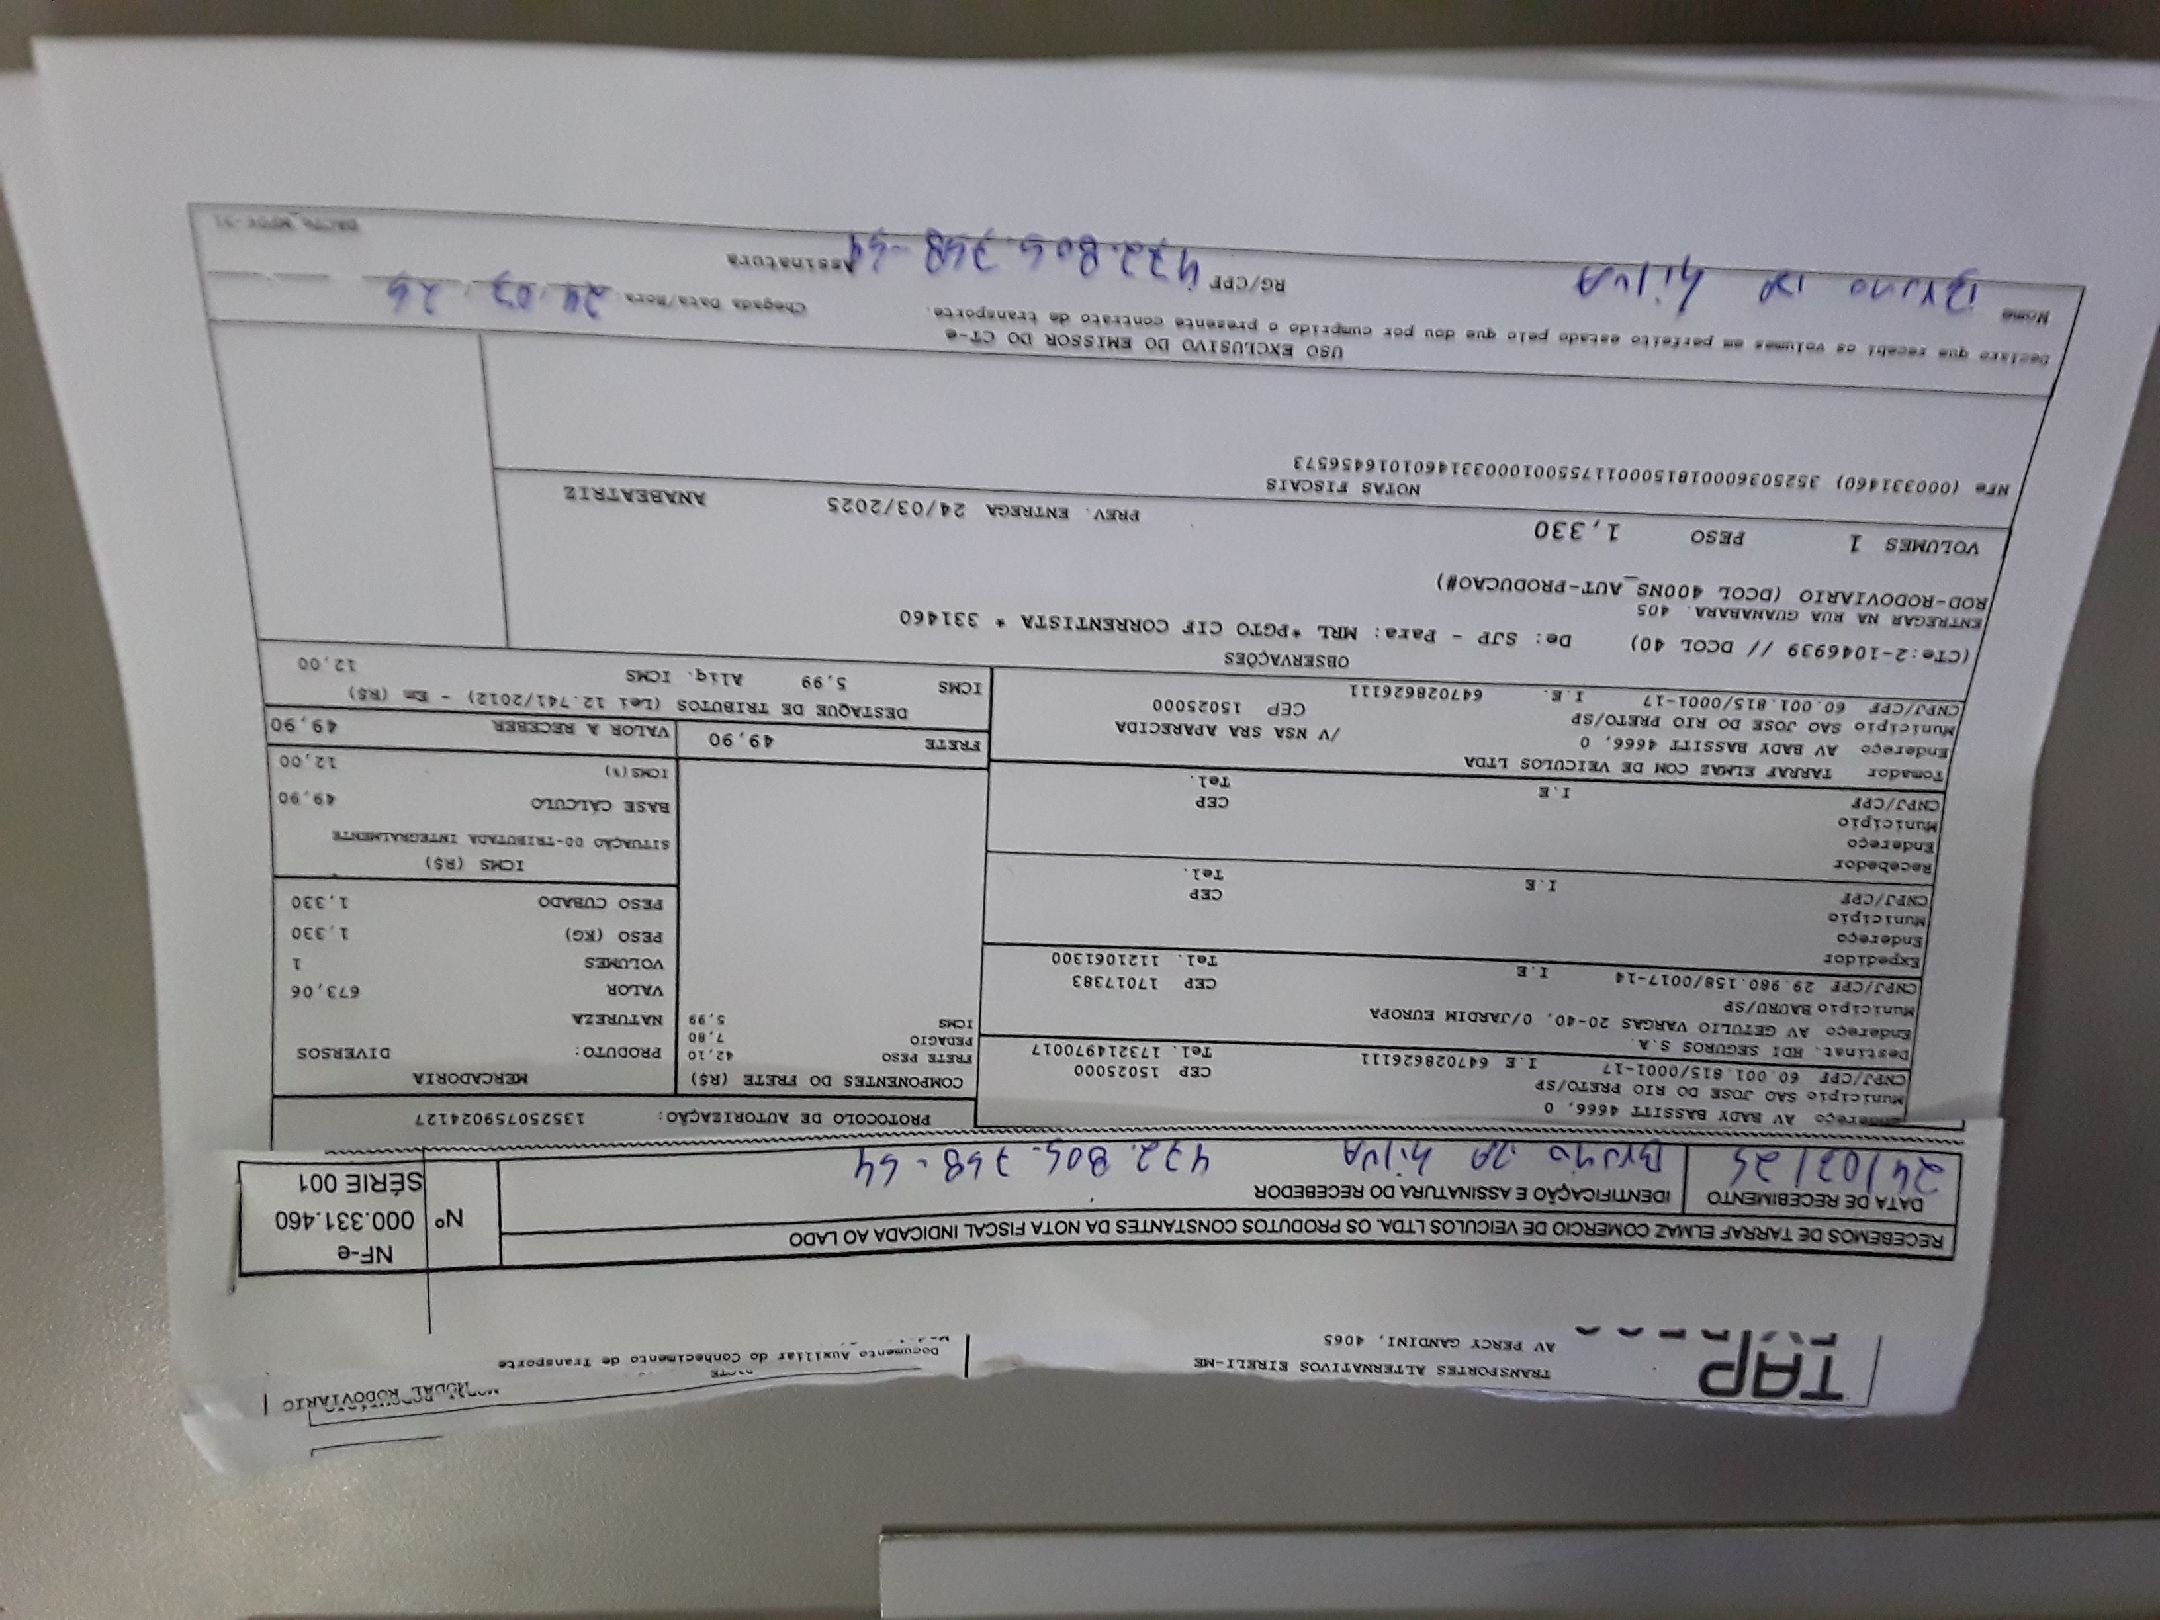 TAP
TRANSPORTES ALTERNATIVOS EIRELI-ME
AV PERCY GANDINI, 4065
Documento Auxiliar do Conhecimento de Transporte
MODAL RODOVIÁRIO
RECEBEMOS DE TARRAF ELMAZ COMERCIO DE VEICULOS LTDA. OS PRODUTOS CONSTANTES DA NOTA FISCAL INDICADA AO LADO
NF-e
Nº 000.331.460
SÉRIE 001
DATA DE RECEBIMENTO
24/03/25
IDENTIFICAÇÃO E ASSINATURA DO RECEBEDOR
Bruno da Silva 472.805.768-64
Endereço AV BADY BASSITT 4666, 0
Município SAO JOSE DO RIO PRETO/SP CEP 15025000
CNPJ/CPF 60.001.815/0001-17 I.E 647028626111 Tel. 173214970017
Destinat. HDI SEGUROS S.A.
Endereço AV GETULIO VARGAS 20-40, 0/JARDIM EUROPA
Município BAURU/SP CEP 17017383
CNPJ/CPF 29.980.158/0017-14 I.E Tel. 1121061300
Expedidor
Endereço
Município CEP
CNPJ/CPF I.E Tel.
Recebedor
Endereço
Município CEP
CNPJ/CPF I.E Tel.
Tomador TARRAF ELMAZ COM DE VEICULOS LTDA
Endereço AV BADY BASSITT 4666, 0 /V NSA SRA APARECIDA
Município SAO JOSE DO RIO PRETO/SP CEP 15025000
CNPJ/CPF 60.001.815/0001-17 I.E. 647028626111
PROTOCOLO DE AUTORIZAÇÃO: 135250759024127
COMPONENTES DO FRETE (R$)
FRETE PESO 42,10
PEDAGIO 7,80
ICMS 5,99
FRETE 49,90
MERCADORIA
PRODUTO: DIVERSOS
NATUREZA
VALOR 673,06
VOLUMES 1
PESO (KG) 1,330
PESO CUBADO 1,330
ICMS (R$)
SITUAÇÃO 00-TRIBUTADA INTEGRALMENTE
BASE CÁLCULO 49,90
ICMS(%) 12,00
VALOR A RECEBER 49,90
DESTAQUE DE TRIBUTOS (Lei 12.741/2012) - Em (R$)
ICMS 5,99 Aliq. ICMS 12,00
OBSERVAÇÕES
(CTe:2-1046939 // DCOL 40) De: SJP - Para: MRL *PGTO CIF CORRENTISTA * 331460
ENTREGAR NA RUA GUANABARA. 405
ROD-RODOVIARIO (DCOL 400NS_AUT-PRODUCAO#)
VOLUMES 1 PESO 1,330 PREV. ENTREGA 24/03/2025 ANABEATRIZ
NOTAS FISCAIS
NFe (000331460) 35250360001815000117550010003314601016456573
USO EXCLUSIVO DO EMISSOR DO CT-e
Declaro que recebi os volumes em perfeito estado pelo que dou por cumprido o presente contrato de transporte.
Chegada Data/Hora 24.03.25
Nome Bruno da Silva RG/CPF 472.805.768-64 Assinatura